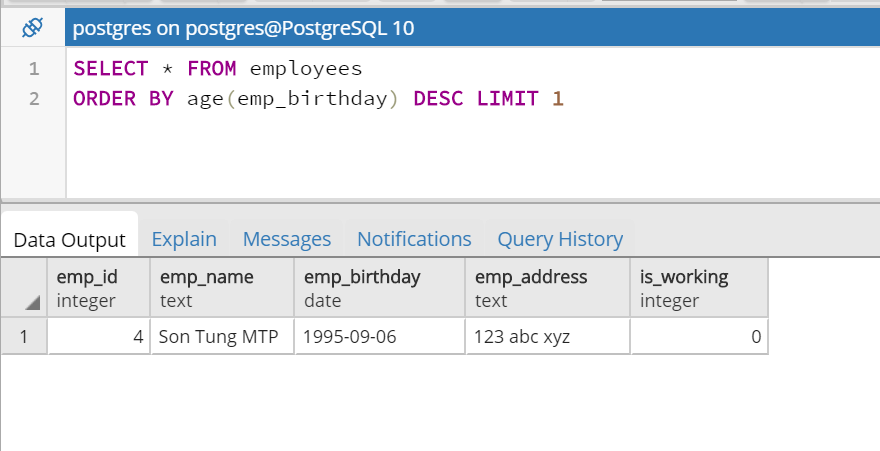 postgres on postgres@PostgreSQL 10
1 SELECT * FROM employees
2 ORDER BY age(emp_birthday) DESC LIMIT 1
Data Output Explain Messages Notifications Query History
emp_id emp_name emp_birthday emp_address is_working
integer text date text integer
1 4 Son Tung MTP 1995-09-06 123 abc xyz 0